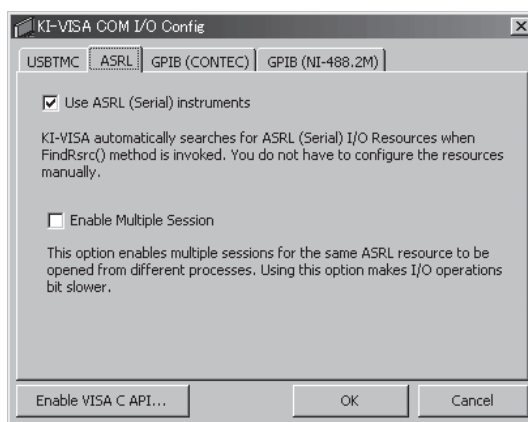 KI-VISA COM I/O Config
USBTMC ASRL GPIB (CONTEC) GPIB (NI-488.2M)
Use ASRL (Serial) instruments
KI-VISA automatically searches for ASRL (Serial) I/O Resources when
FindRsrc() method is invoked. You do not have to configure the resources
manually.
Enable Multiple Session
This option enables multiple sessions for the same ASRL resource to be
opened from different processes. Using this option makes I/O operations
bit slower.
Enable VISA C API... OK Cancel